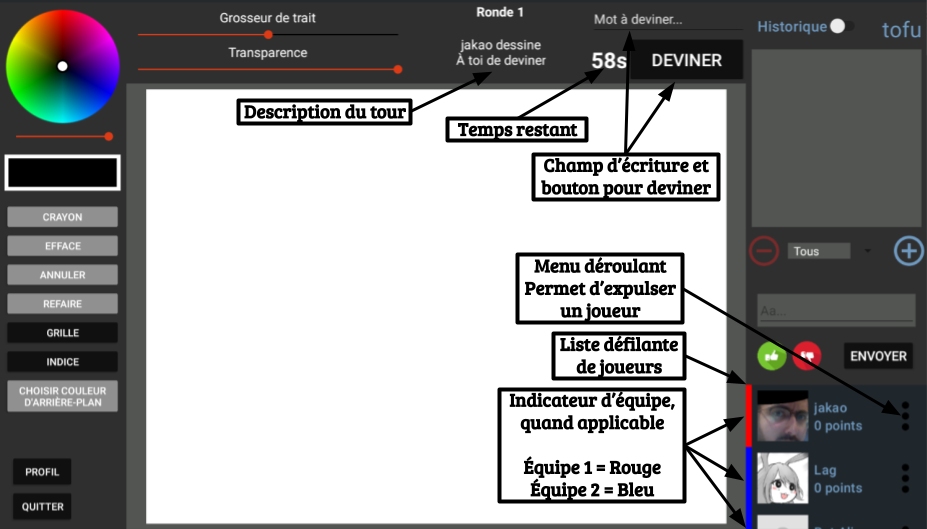 Grosseur de trait
Transparence
Ronde 1
jakao dessine
À toi de deviner
Mot à deviner...
58s
DEVINER
Historique
tofu
Description du tour
Temps restant
Champ d'écriture et
bouton pour deviner
CRAYON
EFFACE
ANNULER
REFAIRE
GRILLE
INDICE
CHOISIR COULEUR
D'ARRIÈRE-PLAN
PROFIL
QUITTER
Tous
Aa...
ENVOYER
Menu déroulant
Permet d'expulser
un joueur
Liste défilante
de joueurs
Indicateur d'équipe,
quand applicable
Équipe 1 = Rouge
Équipe 2 = Bleu
jakao
0 points
Lag
0 points